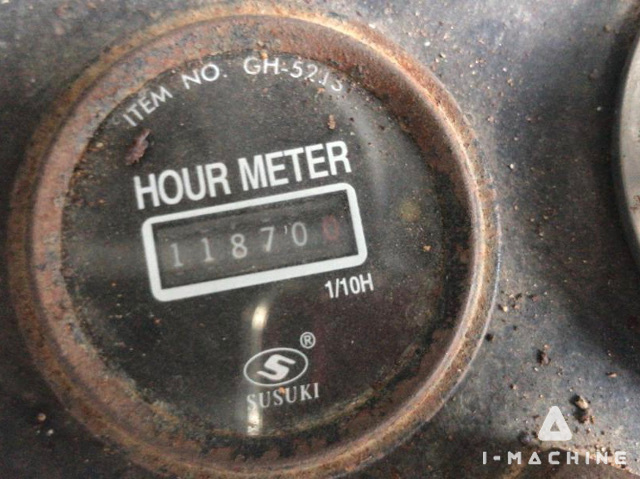 ITEM NO. GH-5213
HOUR METER
118700
1/10H
®
S
SUSUKI
I-MACHINE